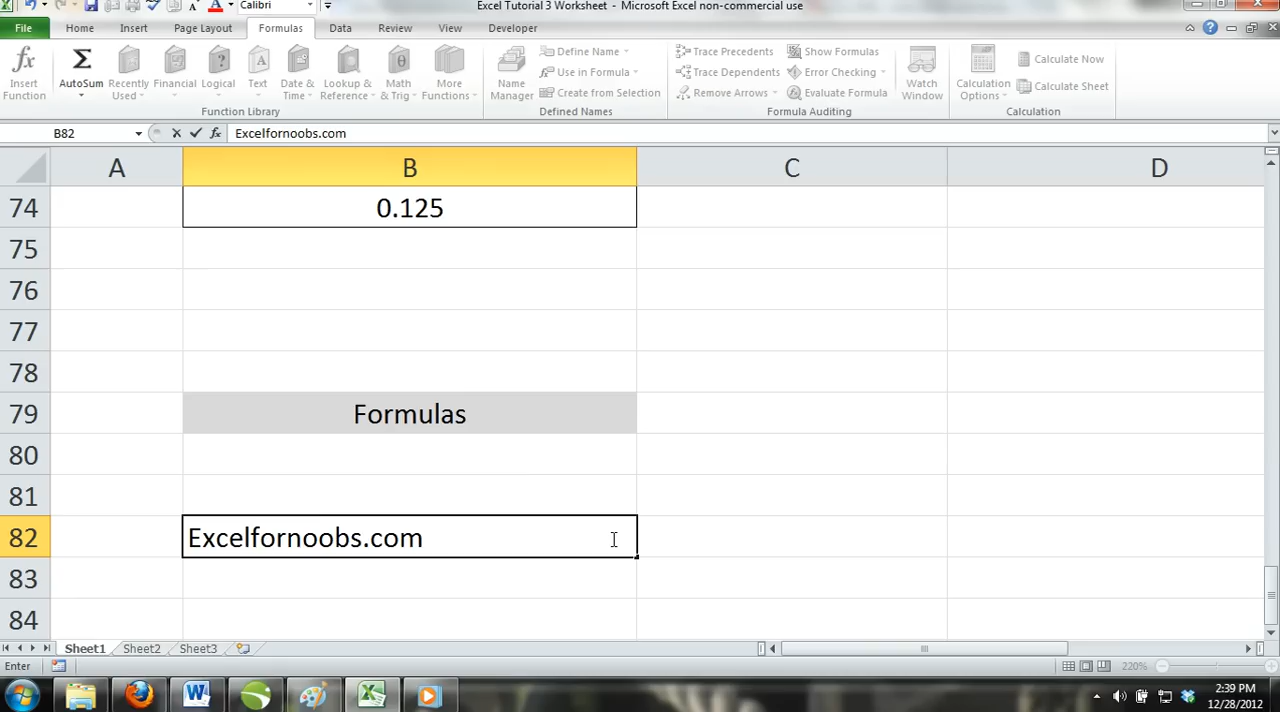 Calibri
Excel Tutorial 3 Worksheet - Microsoft Excel non-commercial use
File Home Insert Page Layout Formulas Data Review View Developer
fx Σ A θ
Insert Function
AutoSum
Recently Used
Financial
Logical
Text
Date & Time
Lookup & Reference
Math & Trig
More Functions
Function Library
Name Manager
Define Name
Use in Formula
Create from Selection
Defined Names
Trace Precedents
Trace Dependents
Remove Arrows
Show Formulas
Error Checking
Evaluate Formula
Formula Auditing
Watch Window
Calculation Options
Calculate Now
Calculate Sheet
Calculation
B82 fx Excelfornoobs.com
A B C D
74 0.125
75
76
77
78
79 Formulas
80
81
82 Excelfornoobs.com
83
84
Sheet1 Sheet2 Sheet3
Enter 220%
2:39 PM
12/28/2012